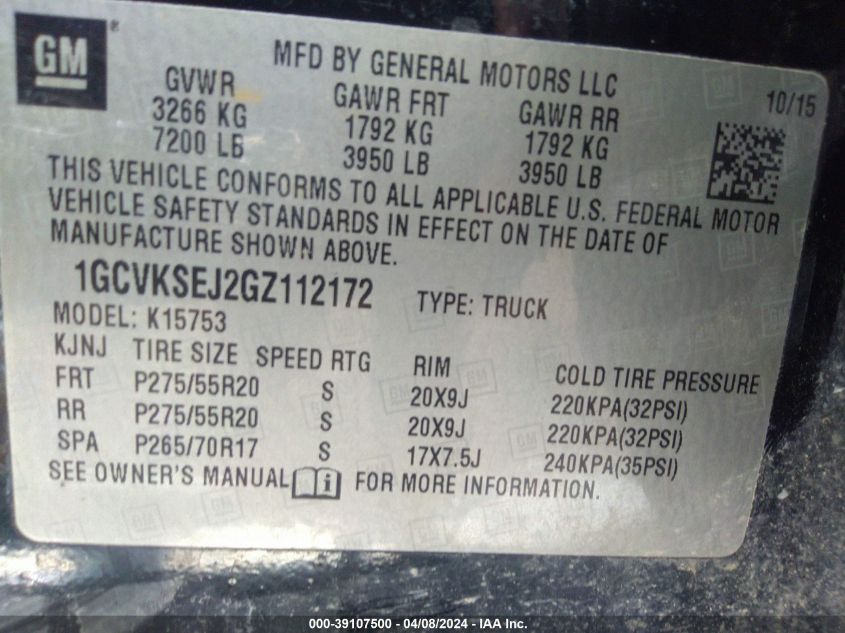 GM®
MFD BY GENERAL MOTORS LLC
10/15
GVWR GAWR FRT GAWR RR
3266 KG 1792 KG 1792 KG
7200 LB 3950 LB 3950 LB
THIS VEHICLE CONFORMS TO ALL APPLICABLE U.S. FEDERAL MOTOR
VEHICLE SAFETY STANDARDS IN EFFECT ON THE DATE OF
MANUFACTURE SHOWN ABOVE.
1GCVKSEJ2GZ112172 TYPE: TRUCK
MODEL: K15753
KJNJ TIRE SIZE SPEED RTG RIM COLD TIRE PRESSURE
FRT P275/55R20 S 20X9J 220KPA(32PSI)
RR P275/55R20 S 20X9J 220KPA(32PSI)
SPA P265/70R17 S 17X7.5J 240KPA(35PSI)
SEE OWNER'S MANUAL i FOR MORE INFORMATION.
000-39107500 - 04/08/2024 - IAA Inc.